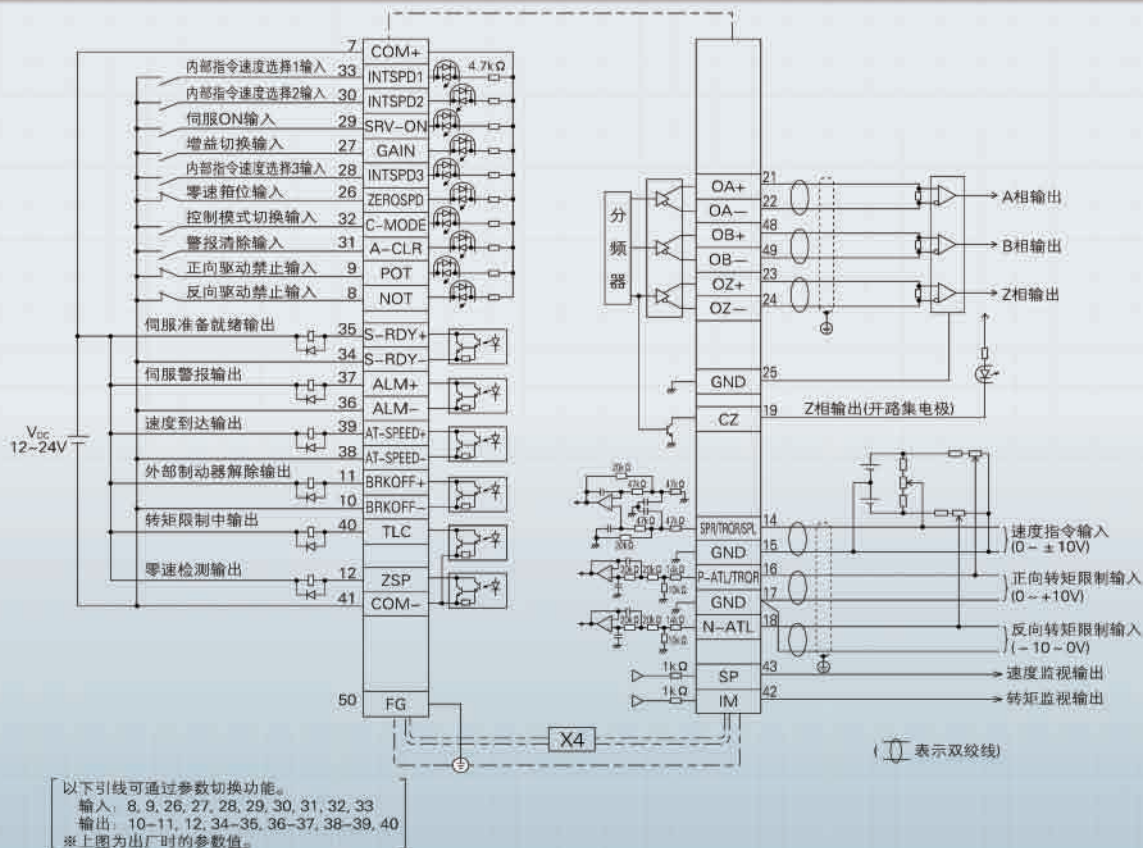 7 COM+
内部指令速度选择1输入 33 INTSPD1 4.7kΩ
内部指令速度选择2输入 30 INTSPD2
伺服ON输入 29 SRV-ON
增益切换输入 27 GAIN
内部指令速度选择3输入 28 INTSPD3
零速箝位输入 26 ZEROSPD
控制模式切换输入 32 C-MODE
警报清除输入 31 A-CLR
正向驱动禁止输入 9 POT
反向驱动禁止输入 8 NOT
伺服准备就绪输出 35 S-RDY+
34 S-RDY-
伺服警报输出 37 ALM+
36 ALM-
速度到达输出 39 AT-SPEED+
38 AT-SPEED-
外部制动器解除输出 11 BRKOFF+
10 BRKOFF-
转矩限制中输出 40 TLC
零速检测输出 12 ZSP
41 COM-
50 FG
VDC
12~24V
X4
分频器
OA+ 21
OA- 22
A相输出
OB+ 48
OB- 49
B相输出
OZ+ 23
OZ- 24
Z相输出
GND 25
CZ 19 Z相输出(开路集电极)
20kΩ
47kΩ 47kΩ
47kΩ 47kΩ
20kΩ
SPR/TRQR/SPL 14
速度指令输入
(0~±10V)
GND 15
20kΩ 20kΩ 14kΩ
10kΩ
P-ATL/TRQR 16
正向转矩限制输入
(0~+10V)
GND 17
20kΩ 20kΩ 14kΩ
10kΩ
N-ATL 18
反向转矩限制输入
(-10~0V)
1kΩ SP 43 速度监视输出
1kΩ IM 42 转矩监视输出
( 表示双绞线)
以下引线可通过参数切换功能。
输入: 8, 9, 26, 27, 28, 29, 30, 31, 32, 33
输出: 10-11, 12, 34-35, 36-37, 38-39, 40
※上图为出厂时的参数值。